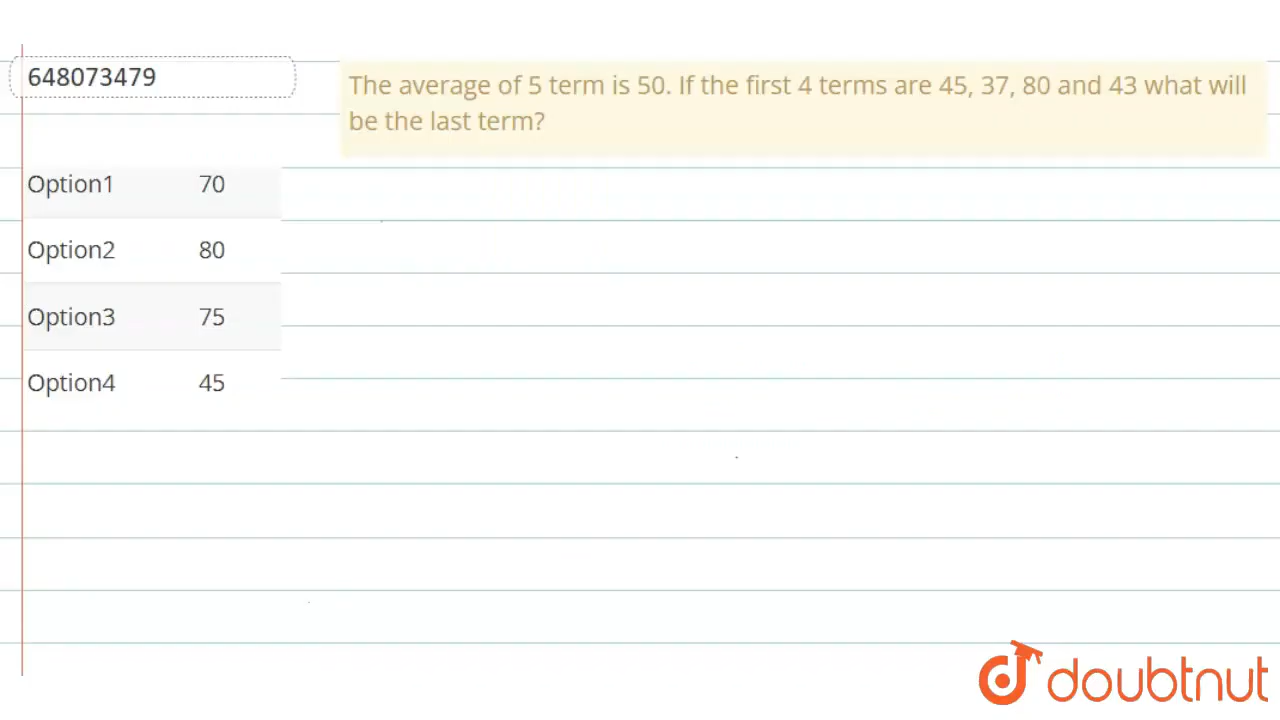 648073479
The average of 5 term is 50. If the first 4 terms are 45, 37, 80 and 43 what will
be the last term?
Option1 70
Option2 80
Option3 75
Option4 45
doubtnut